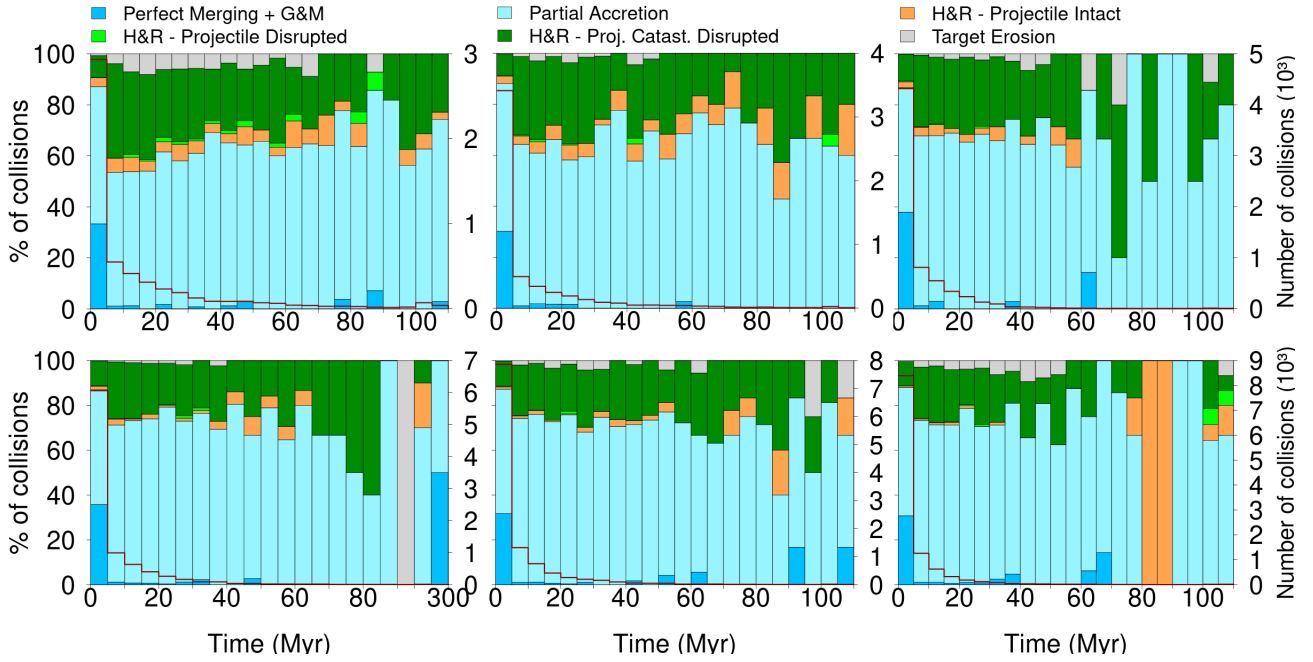 Perfect Merging + G&M
Partial Accretion
H&R - Projectile Intact
H&R - Projectile Disrupted
H&R - Proj. Catast. Disrupted
Target Erosion
% of collisions
100
80
60
40
20
0
0 20 40 60 80 100
3
2
1
0
0 20 40 60 80 100
4
3
2
1
0
0 20 40 60 80 100
5
4
3
2
1
0
Number of collisions (10³)
% of collisions
100
80
60
40
20
0
0 20 40 60 80 300
Time (Myr)
7
6
5
4
3
2
1
0
0 20 40 60 80 100
Time (Myr)
8
7
6
5
4
3
2
1
0
0 20 40 60 80 100
Time (Myr)
9
8
7
6
5
4
3
2
1
0
Number of collisions (10³)